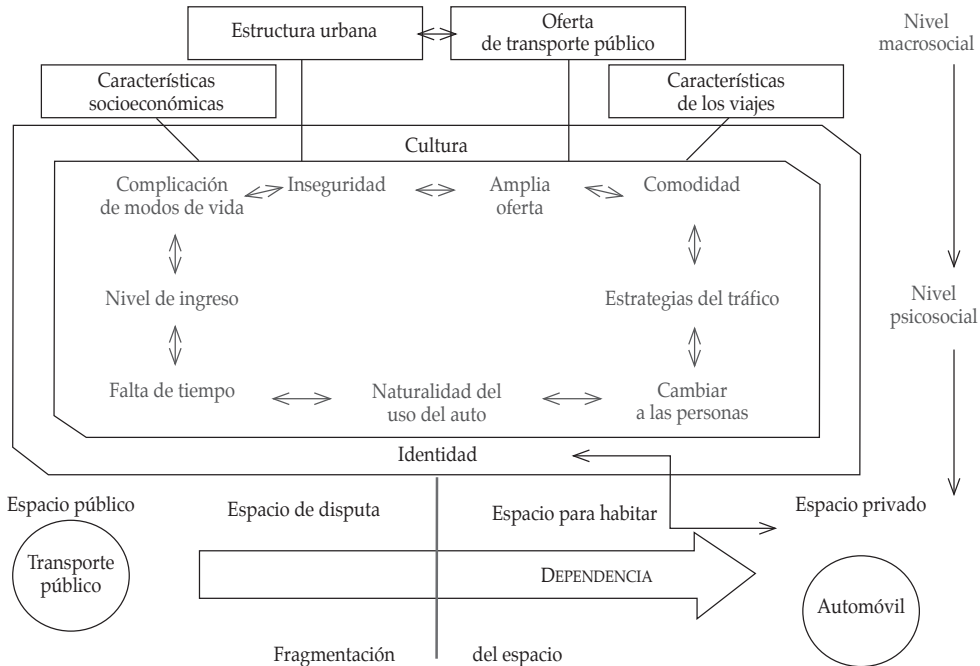 Estructura urbana
Oferta
de transporte público
Nivel
macrosocial
Características
socioeconómicas
Características
de los viajes
Cultura
Complicación
de modos de vida
Inseguridad
Amplia
oferta
Comodidad
Nivel de ingreso
Estrategias del tráfico
Nivel
psicosocial
Falta de tiempo
Naturalidad del
uso del auto
Cambiar
a las personas
Identidad
Espacio público
Espacio de disputa
Espacio para habitar
Espacio privado
Transporte
público
DEPENDENCIA
Automóvil
Fragmentación
del espacio